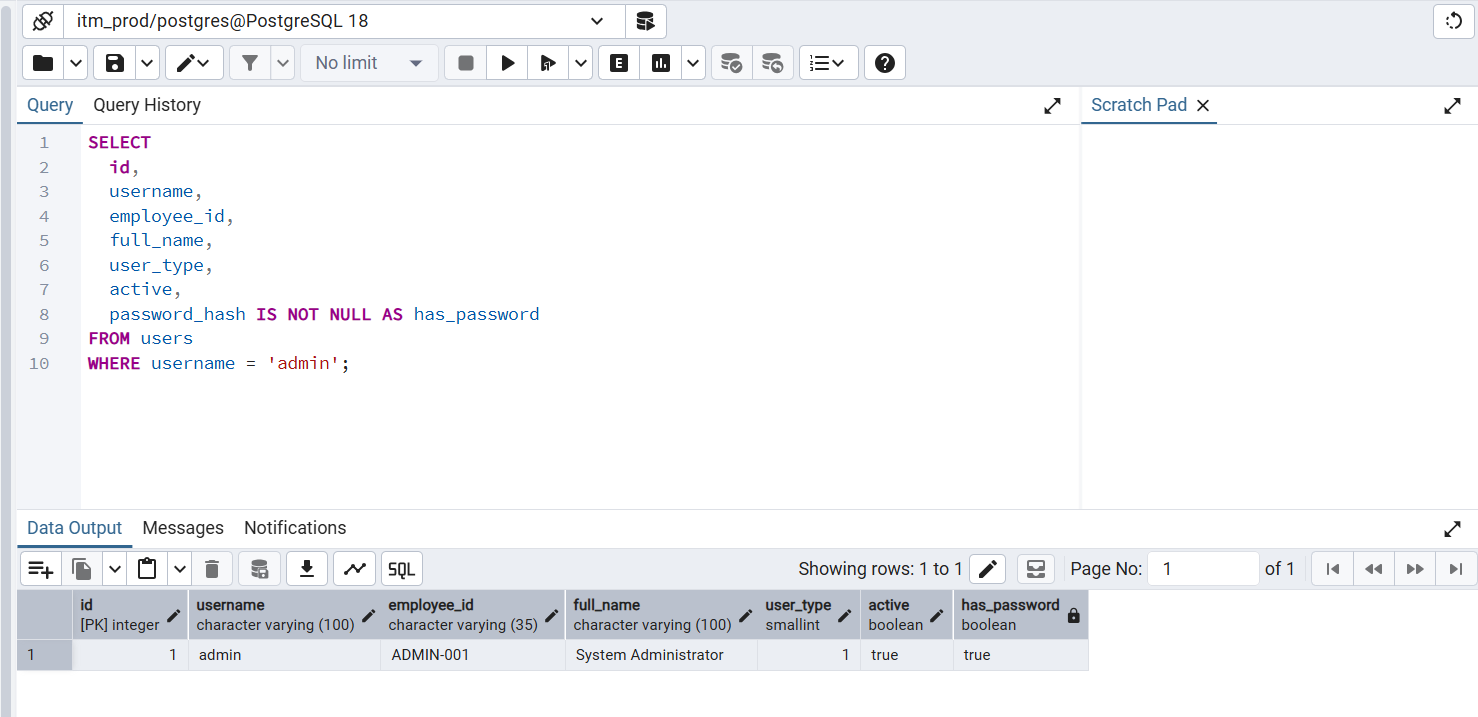 itm_prod/postgres@PostgreSQL 18
No limit
E
Query Query History
Scratch Pad
1 SELECT
2 id,
3 username,
4 employee_id,
5 full_name,
6 user_type,
7 active,
8 password_hash IS NOT NULL AS has_password
9 FROM users
10 WHERE username = 'admin';
Data Output Messages Notifications
SQL Showing rows: 1 to 1 Page No: 1 of 1
id username employee_id full_name user_type active has_password
[PK] integer character varying (100) character varying (35) character varying (100) smallint boolean boolean
1 1 admin ADMIN-001 System Administrator 1 true true